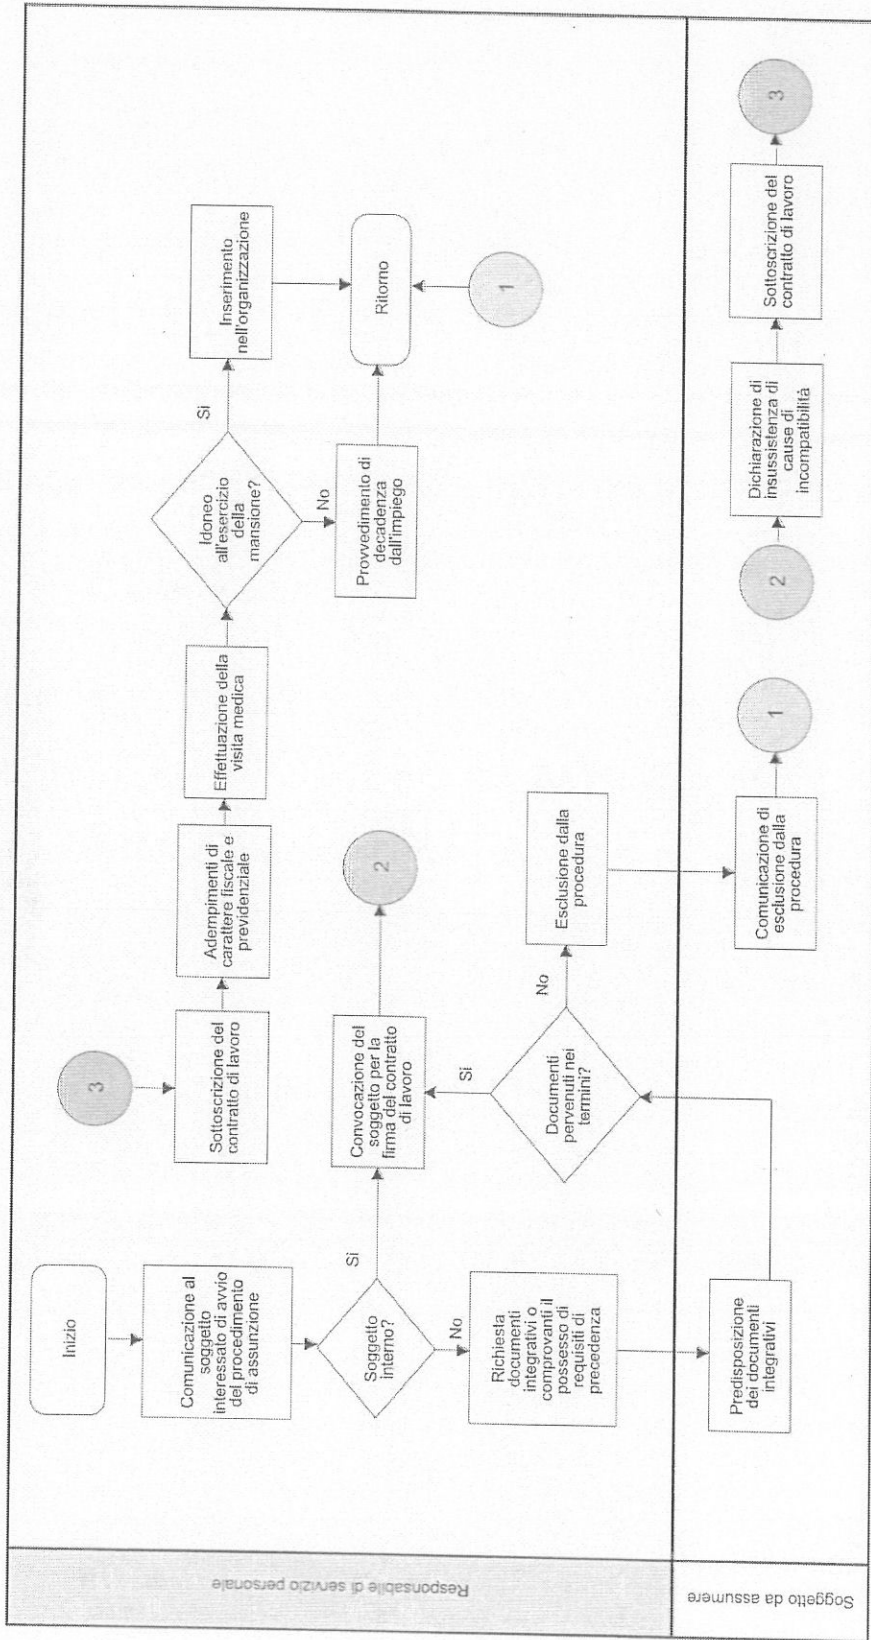 Responsabile di servizio personale
Inizio
Comunicazione al
soggetto
interessato di avvio
del procedimento
di assunzione
Soggetto
interno?
Si
No
Richiesta
documenti
integrativi o
comprovanti il
possesso di
requisiti di
precedenza
Convocazione del
soggetto per la
firma del contratto
di lavoro
2
Documenti
pervenuti nei
termini?
Si
No
Esclusione dalla
procedura
3
Sottoscrizione del
contratto di lavoro
Adempimenti di
carattere fiscale e
previdenziale
Effettuazione della
visita medica
Idoneo
all'esercizio
della
mansione?
Si
No
Inserimento
nell'organizzazione
Provvedimento di
decadenza
dall'impiego
Ritorno
1
Soggetto da assumere
Predisposizione
dei documenti
integrativi
Comunicazione di
esclusione dalla
procedura
1
2
Dichiarazione di
insussistenza di
cause di
incompatibilità
Sottoscrizione del
contratto di lavoro
3